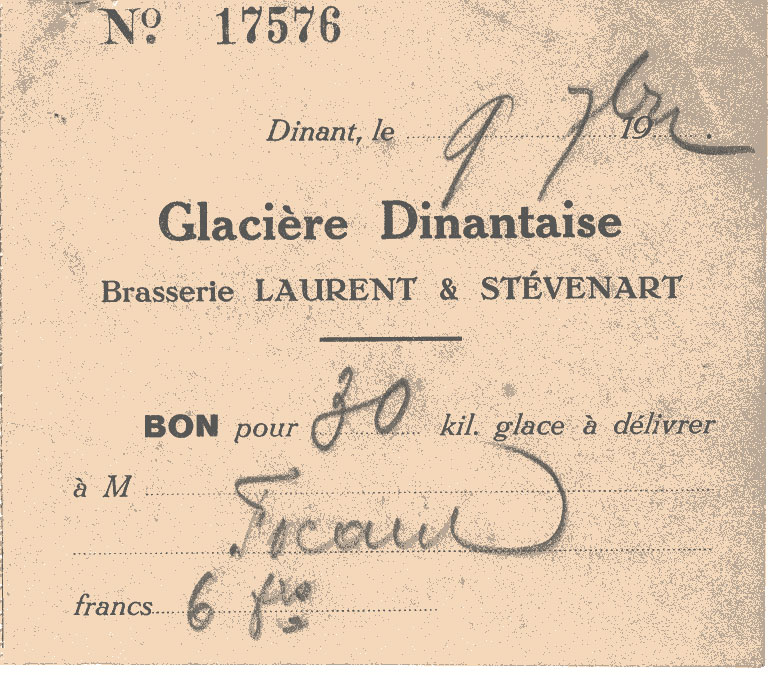 Nº 17576
Dinant, le 9 7bre 19 .
Glacière Dinantaise
Brasserie LAURENT & STÉVENART
BON pour 30 kil. glace à délivrer
à M
francs 6 frs